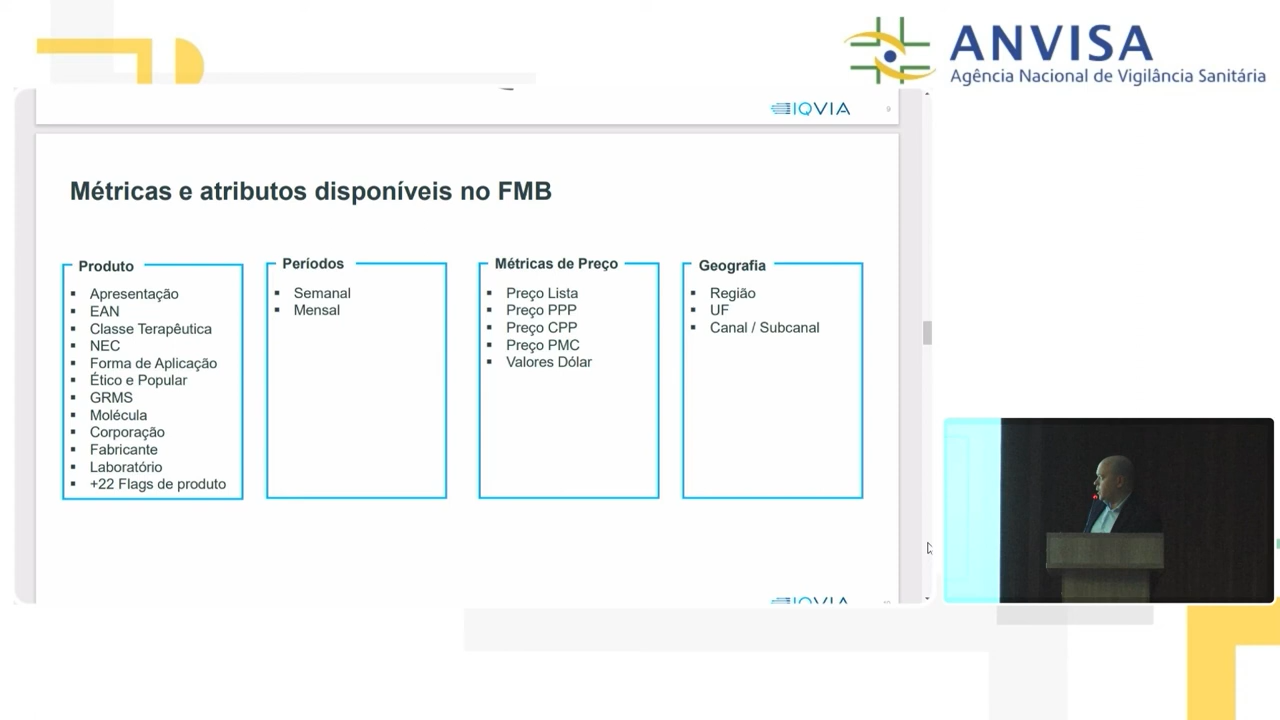 ANVISA
Agência Nacional de Vigilância Sanitária
IQVIA
9
Métricas e atributos disponíveis no FMB
Produto
Apresentação
EAN
Classe Terapêutica
NEC
Forma de Aplicação
Ético e Popular
GRMS
Molécula
Corporação
Fabricante
Laboratório
+22 Flags de produto
Períodos
Semanal
Mensal
Métricas de Preço
Preço Lista
Preço PPP
Preço CPP
Preço PMC
Valores Dólar
Geografia
Região
UF
Canal / Subcanal
IQVIA